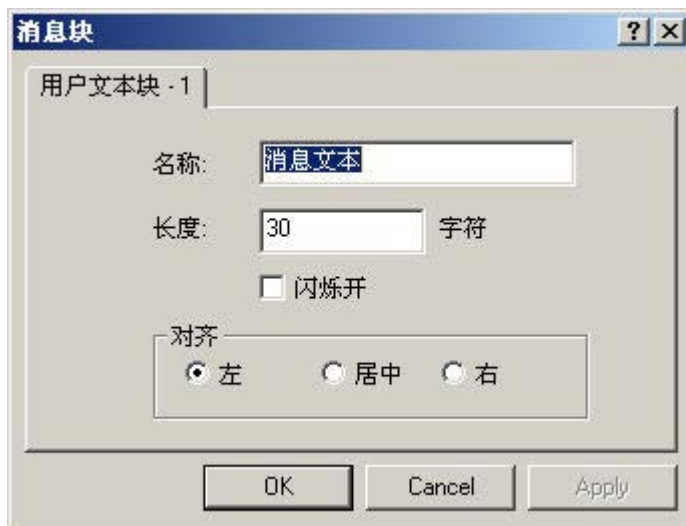 消息块
用户文本块 - 1
名称: 消息文本
长度: 30 字符
闪烁开
对齐
左 居中 右
OK Cancel Apply